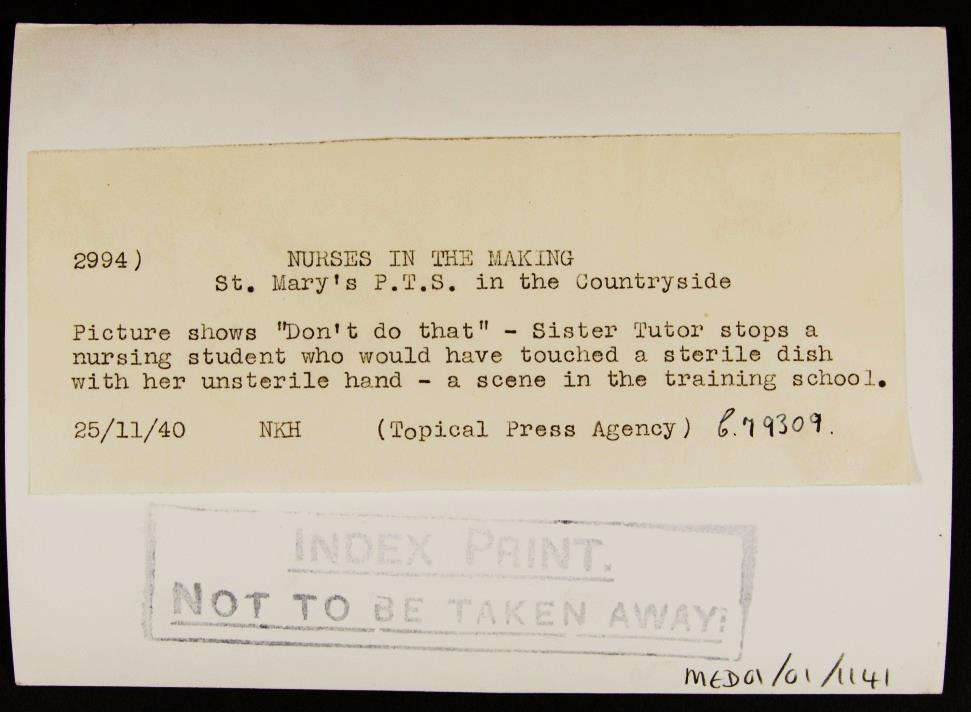 2994) NURSES IN THE MAKING
St. Mary's P.T.S. in the Countryside
Picture shows "Don't do that" - Sister Tutor stops a
nursing student who would have touched a sterile dish
with her unsterile hand - a scene in the training school.
25/11/40 NKH (Topical Press Agency) 6.79309.
INDEX PRINT.
NOT TO BE TAKEN AWAY.
MED01/01/1141